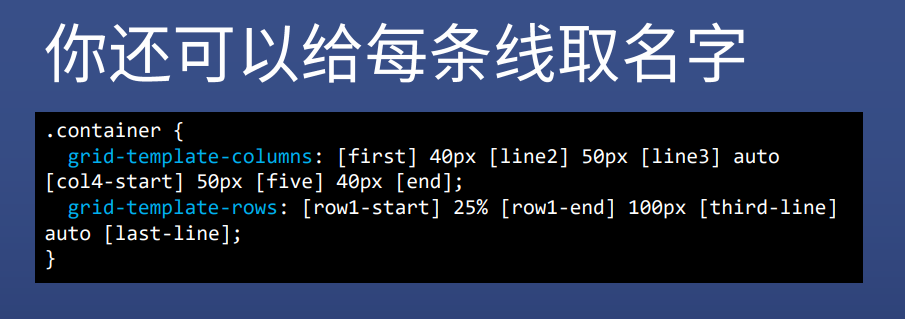 你还可以给每条线取名字
.container {
  grid-template-columns: [first] 40px [line2] 50px [line3] auto
[col4-start] 50px [five] 40px [end];
  grid-template-rows: [row1-start] 25% [row1-end] 100px [third-line]
auto [last-line];
}